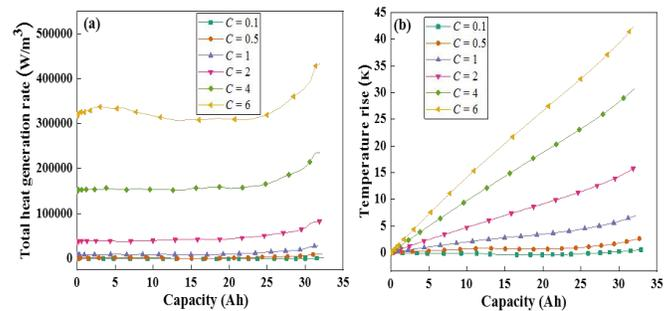 (a)
C = 0.1
C = 0.5
C = 1
C = 2
C = 4
C = 6
Total heat generation rate (W/m³)
500000
400000
300000
200000
100000
0
0 5 10 15 20 25 30 35
Capacity (Ah)
(b)
C = 0.1
C = 0.5
C = 1
C = 2
C = 4
C = 6
Temperature rise (K)
45
40
35
30
25
20
15
10
5
0
0 5 10 15 20 25 30 35
Capacity (Ah)